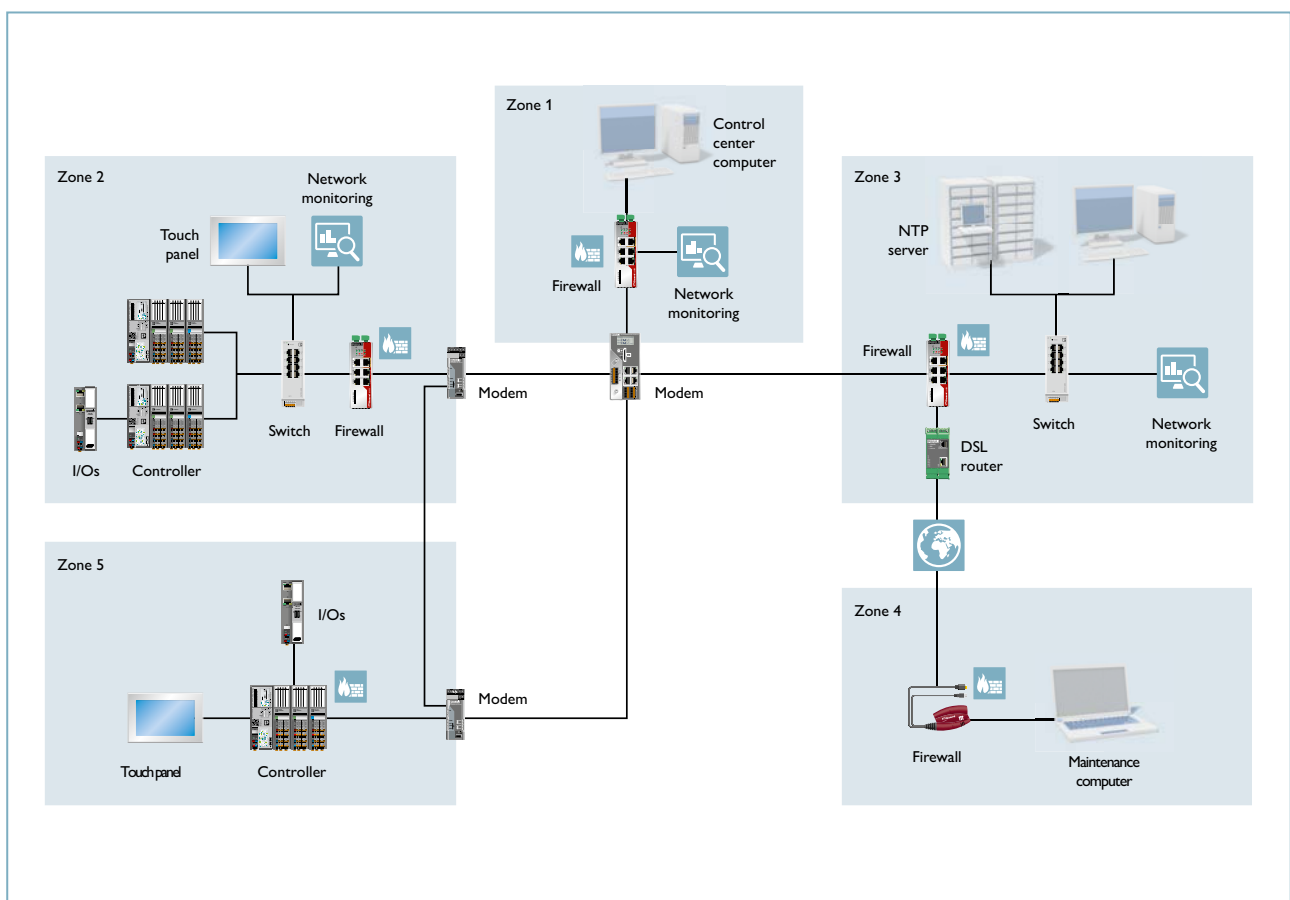 Zone 1
Control
center
computer
Firewall
Network
monitoring
Zone 2
Network
monitoring
Touch
panel
Switch
Firewall
I/Os
Controller
Modem
Modem
Zone 3
NTP
server
Firewall
Switch
Network
monitoring
DSL
router
Zone 5
I/Os
Touch panel
Controller
Modem
Zone 4
Firewall
Maintenance
computer